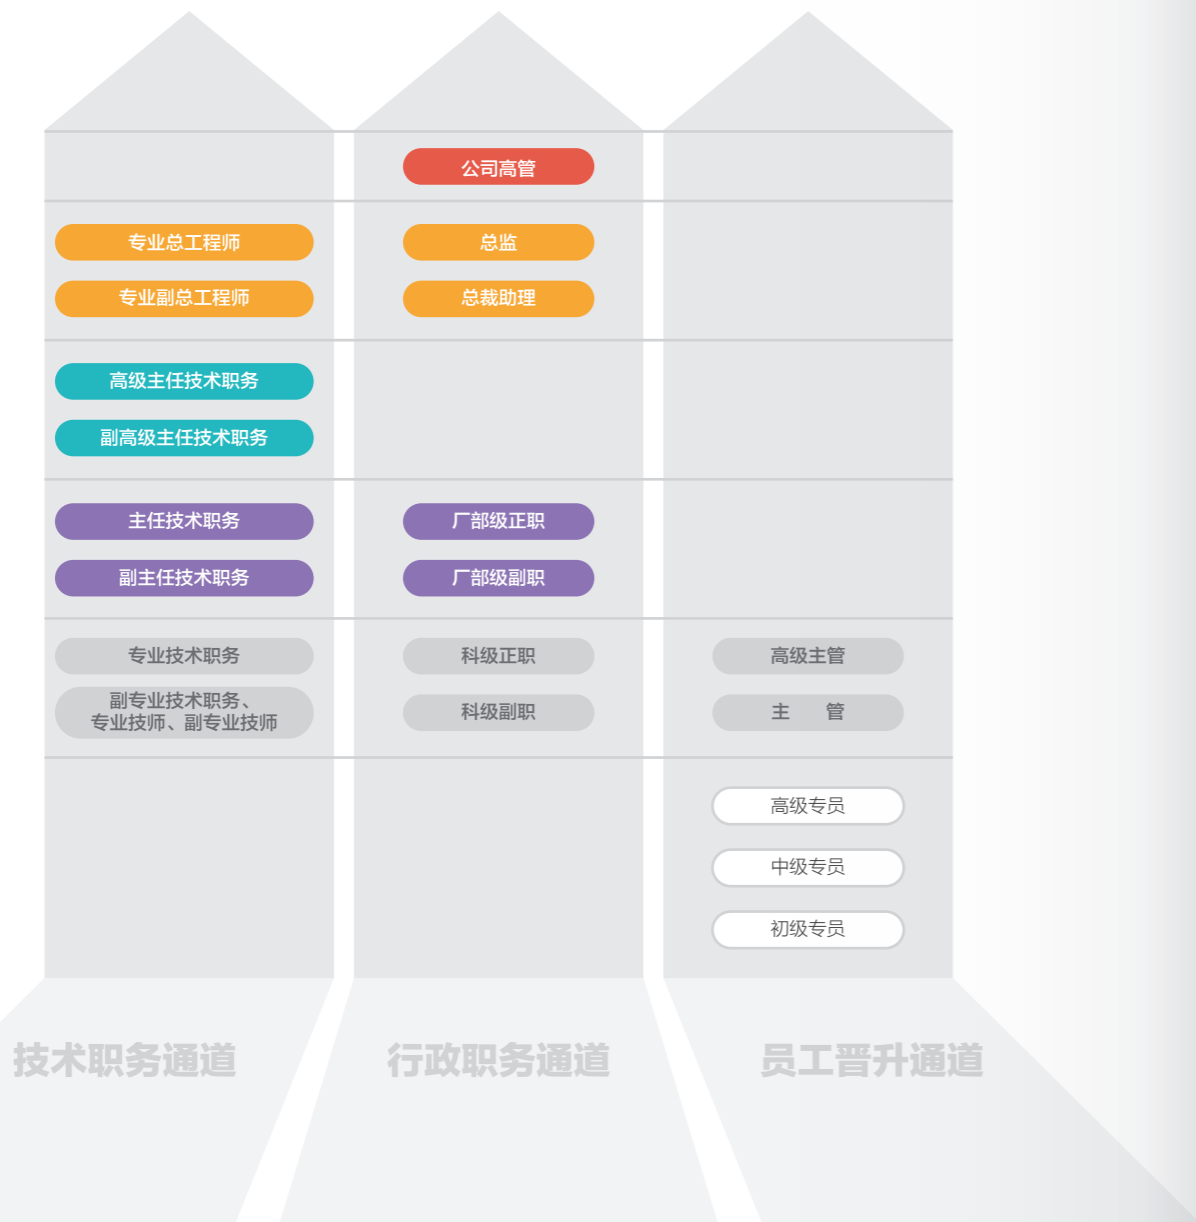 公司高管
专业总工程师
总监
专业副总工程师
总裁助理
高级主任技术职务
副高级主任技术职务
主任技术职务
厂部级正职
副主任技术职务
厂部级副职
专业技术职务
科级正职
高级主管
副专业技术职务、
专业技师、副专业技师
科级副职
主　管
高级专员
中级专员
初级专员
技术职务通道
行政职务通道
员工晋升通道